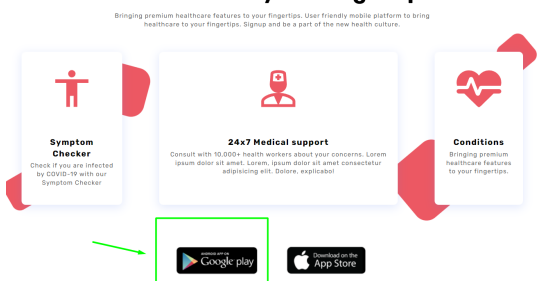 Bringing premium healthcare features to your fingertips. User friendly mobile platform to bring
healthcare to your fingertips. Signup and be a part of the new health culture.
Symptom
Checker
Check if you are infected
by COVID-19 with our
Symptom Checker
24x7 Medical support
Consult with 10,000+ health workers about your concerns. Lorem
ipsum dolor sit amet. Lorem, ipsum dolor sit amet consectetur
adipisicing elit. Dolore, explicabo!
Conditions
Bringing premium
healthcare features
to your fingertips.
ANDROID APP ON
Google play
Download on the
App Store